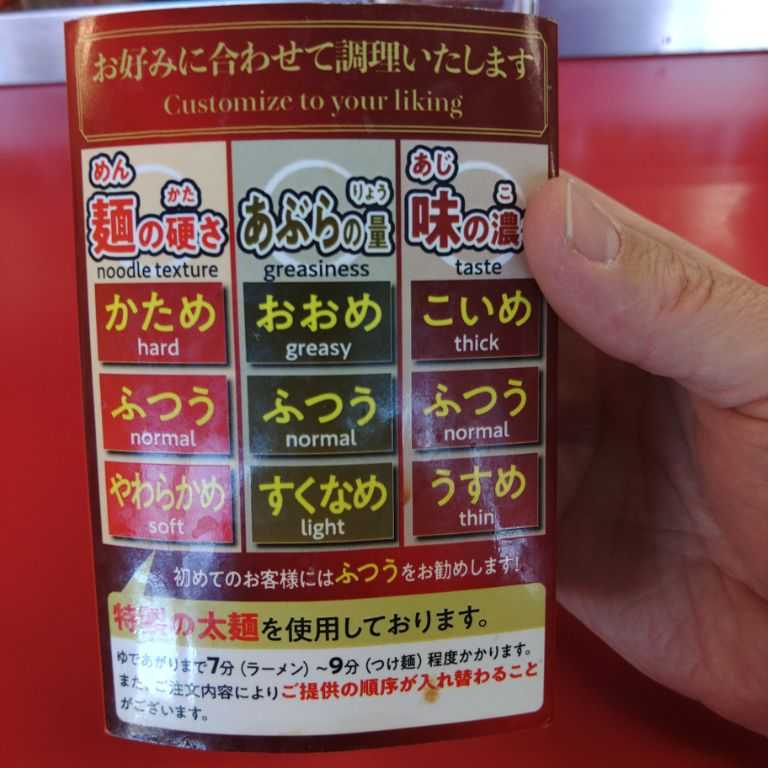 お好みに合わせて調理いたします
Customize to your liking
めん かた
麺の硬さ
noodle texture
かため
hard
ふつう
normal
やわらかめ
soft
りょう
あぶらの量
greasiness
おおめ
greasy
ふつう
normal
すくなめ
light
あじ こ
味の濃
taste
こいめ
thick
ふつう
normal
うすめ
thin
初めてのお客様にはふつうをお勧めします!
特製の太麺を使用しております。
ゆであがりまで7分(ラーメン)〜9分(つけ麺)程度かかります。
また、ご注文内容によりご提供の順序が入れ替わること
がございます。